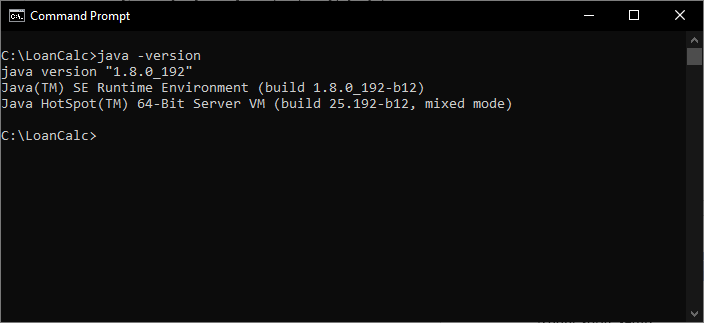 Command Prompt
C:\LoanCalc>java -version
java version "1.8.0_192"
Java(TM) SE Runtime Environment (build 1.8.0_192-b12)
Java HotSpot(TM) 64-Bit Server VM (build 25.192-b12, mixed mode)
C:\LoanCalc>